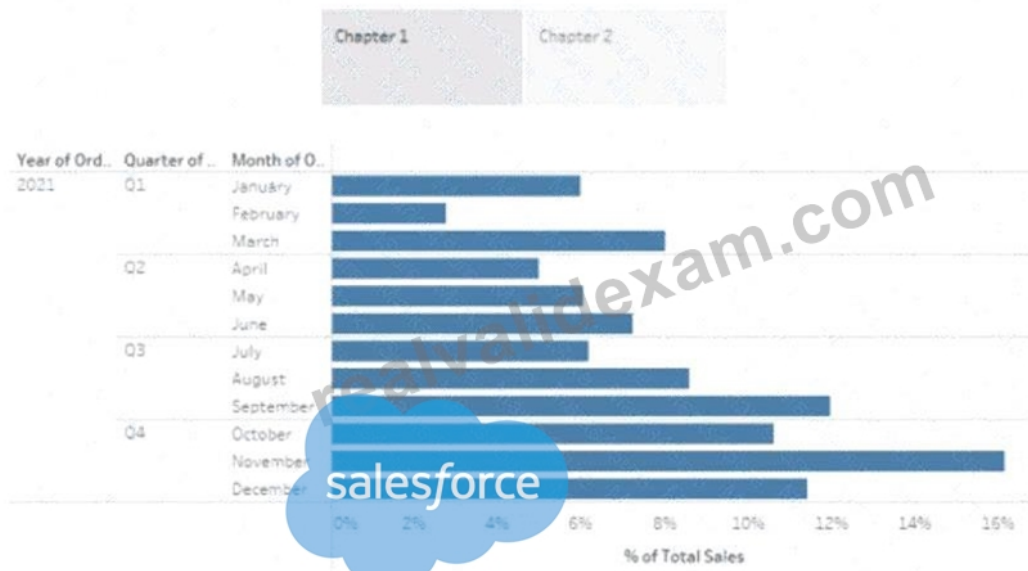 Chapter 1 Chapter 2
Year of Ord.. Quarter of .. Month of O..
2021 Q1 January
February
March
Q2 April
May
June
Q3 July
August
September
Q4 October
November
December
0% 2% 4% 6% 8% 10% 12% 14% 16%
% of Total Sales
realvalidexam.com
salesforce